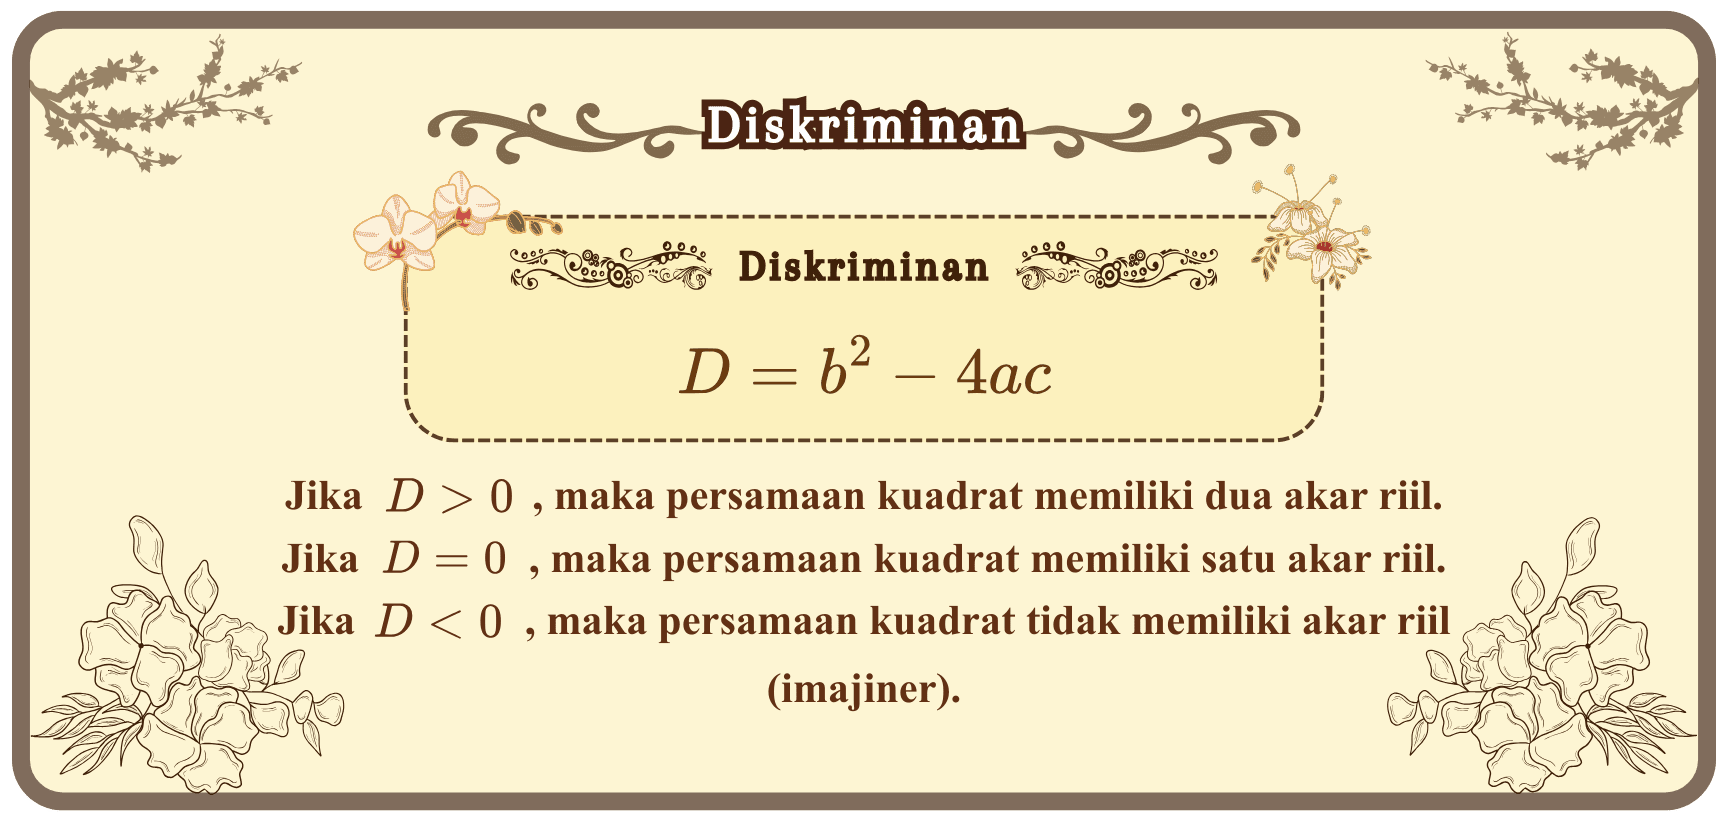 Diskriminan
Diskriminan
D = b² − 4ac
Jika D > 0 , maka persamaan kuadrat memiliki dua akar riil.
Jika D = 0 , maka persamaan kuadrat memiliki satu akar riil.
Jika D < 0 , maka persamaan kuadrat tidak memiliki akar riil
(imajiner).